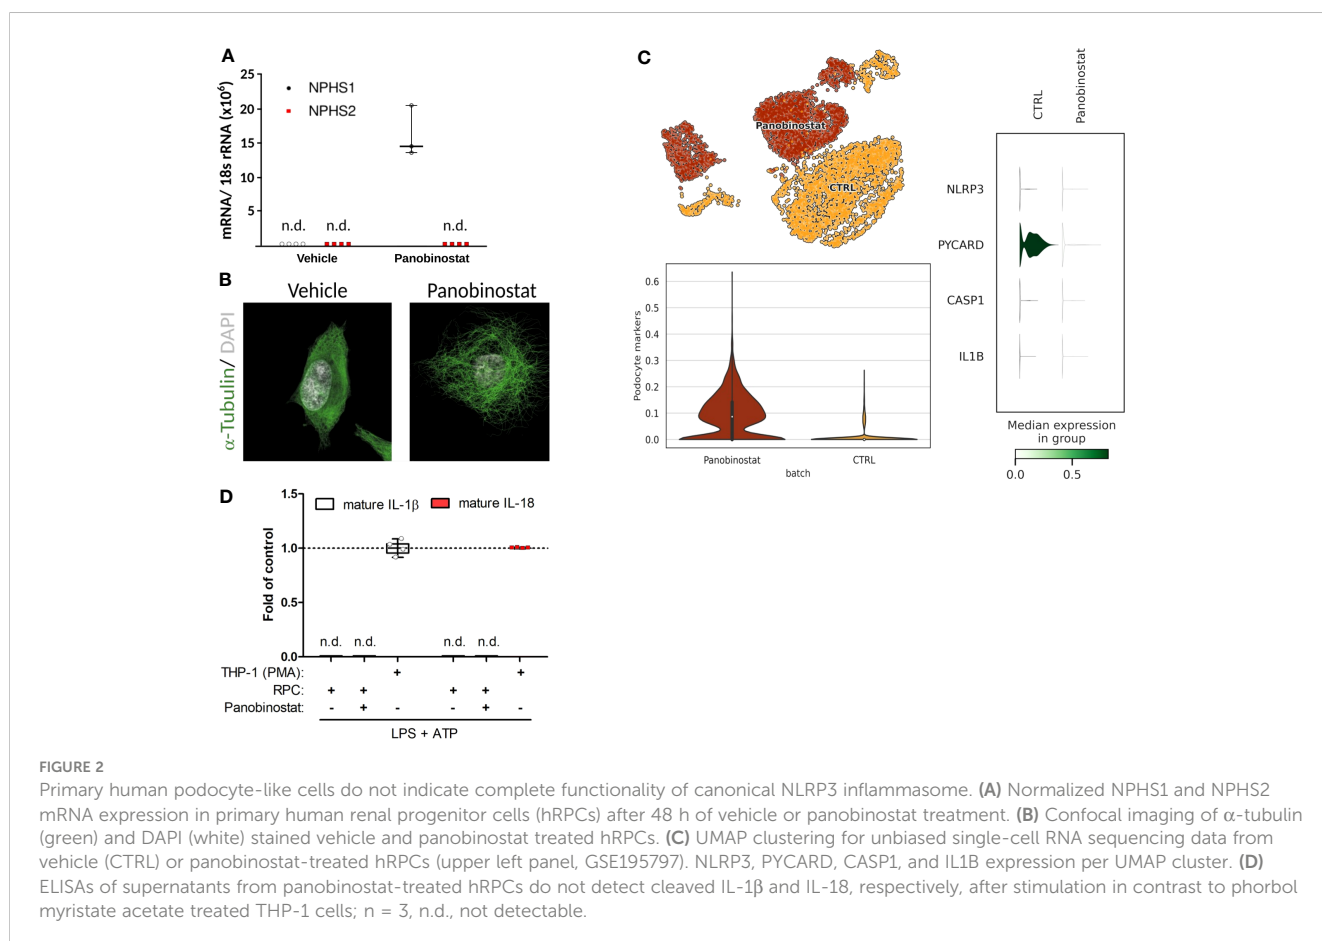 A
25
20
15
10
5
mRNA/ 18s rRNA (x10⁶)
NPHS1
NPHS2
n.d.
n.d.
n.d.
Vehicle
Panobinostat
B
Vehicle
Panobinostat
α-Tubulin/ DAPI
C
Panobinostat
CTRL
0.6
0.5
0.4
0.3
0.2
0.1
0.0
Podocyte markers
Panobinostat
CTRL
batch
CTRL
Panobinostat
NLRP3
PYCARD
CASP1
IL1B
Median expression
in group
0.0 0.5
D
1.5
1.0
0.5
0.0
Fold of control
mature IL-1β
mature IL-18
n.d. n.d. n.d. n.d.
THP-1 (PMA): + +
RPC: + + + +
Panobinostat: - + - - + -
LPS + ATP
FIGURE 2
Primary human podocyte-like cells do not indicate complete functionality of canonical NLRP3 inflammasome. (A) Normalized NPHS1 and NPHS2
mRNA expression in primary human renal progenitor cells (hRPCs) after 48 h of vehicle or panobinostat treatment. (B) Confocal imaging of α-tubulin
(green) and DAPI (white) stained vehicle and panobinostat treated hRPCs. (C) UMAP clustering for unbiased single-cell RNA sequencing data from
vehicle (CTRL) or panobinostat-treated hRPCs (upper left panel, GSE195797). NLRP3, PYCARD, CASP1, and IL1B expression per UMAP cluster. (D)
ELISAs of supernatants from panobinostat-treated hRPCs do not detect cleaved IL-1β and IL-18, respectively, after stimulation in contrast to phorbol
myristate acetate treated THP-1 cells; n = 3, n.d., not detectable.